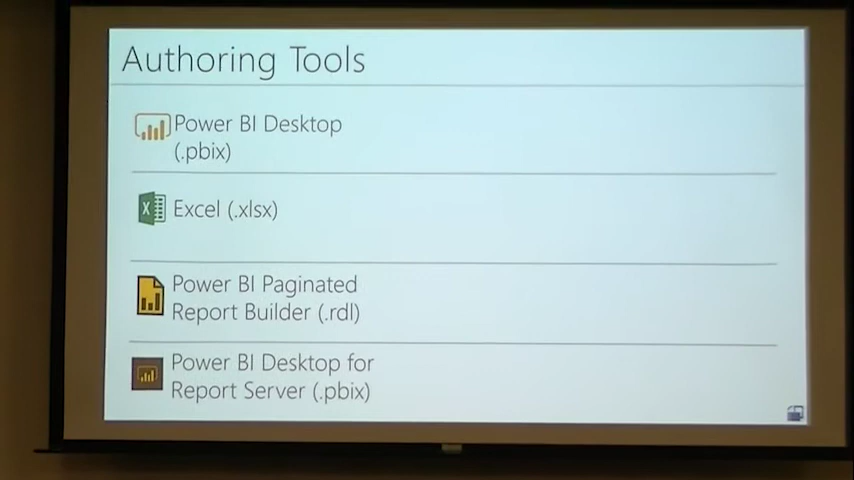 Authoring Tools
Power BI Desktop
(.pbix)
Excel (.xlsx)
Power BI Paginated
Report Builder (.rdl)
Power BI Desktop for
Report Server (.pbix)